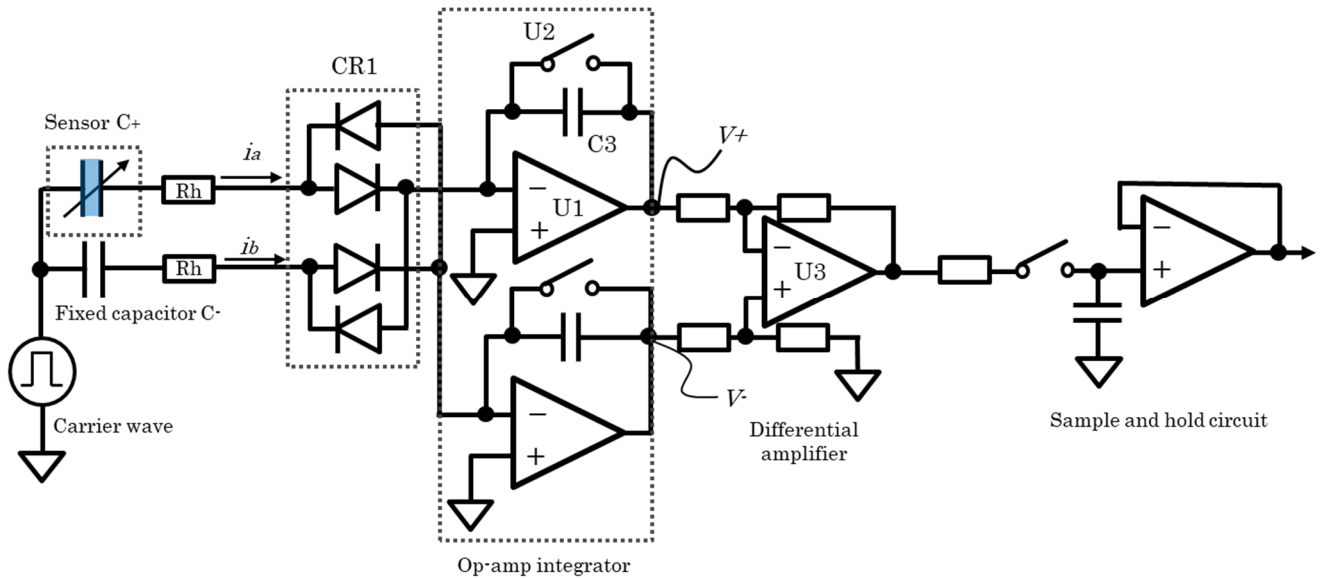 U2
CR1
Sensor C+
ia
Rh
C3
V+
−
U1
+
ib
Rh
Fixed capacitor C-
−
U3
+
−
+
Carrier wave
−
+
V-
Differential
amplifier
Sample and hold circuit
Op-amp integrator